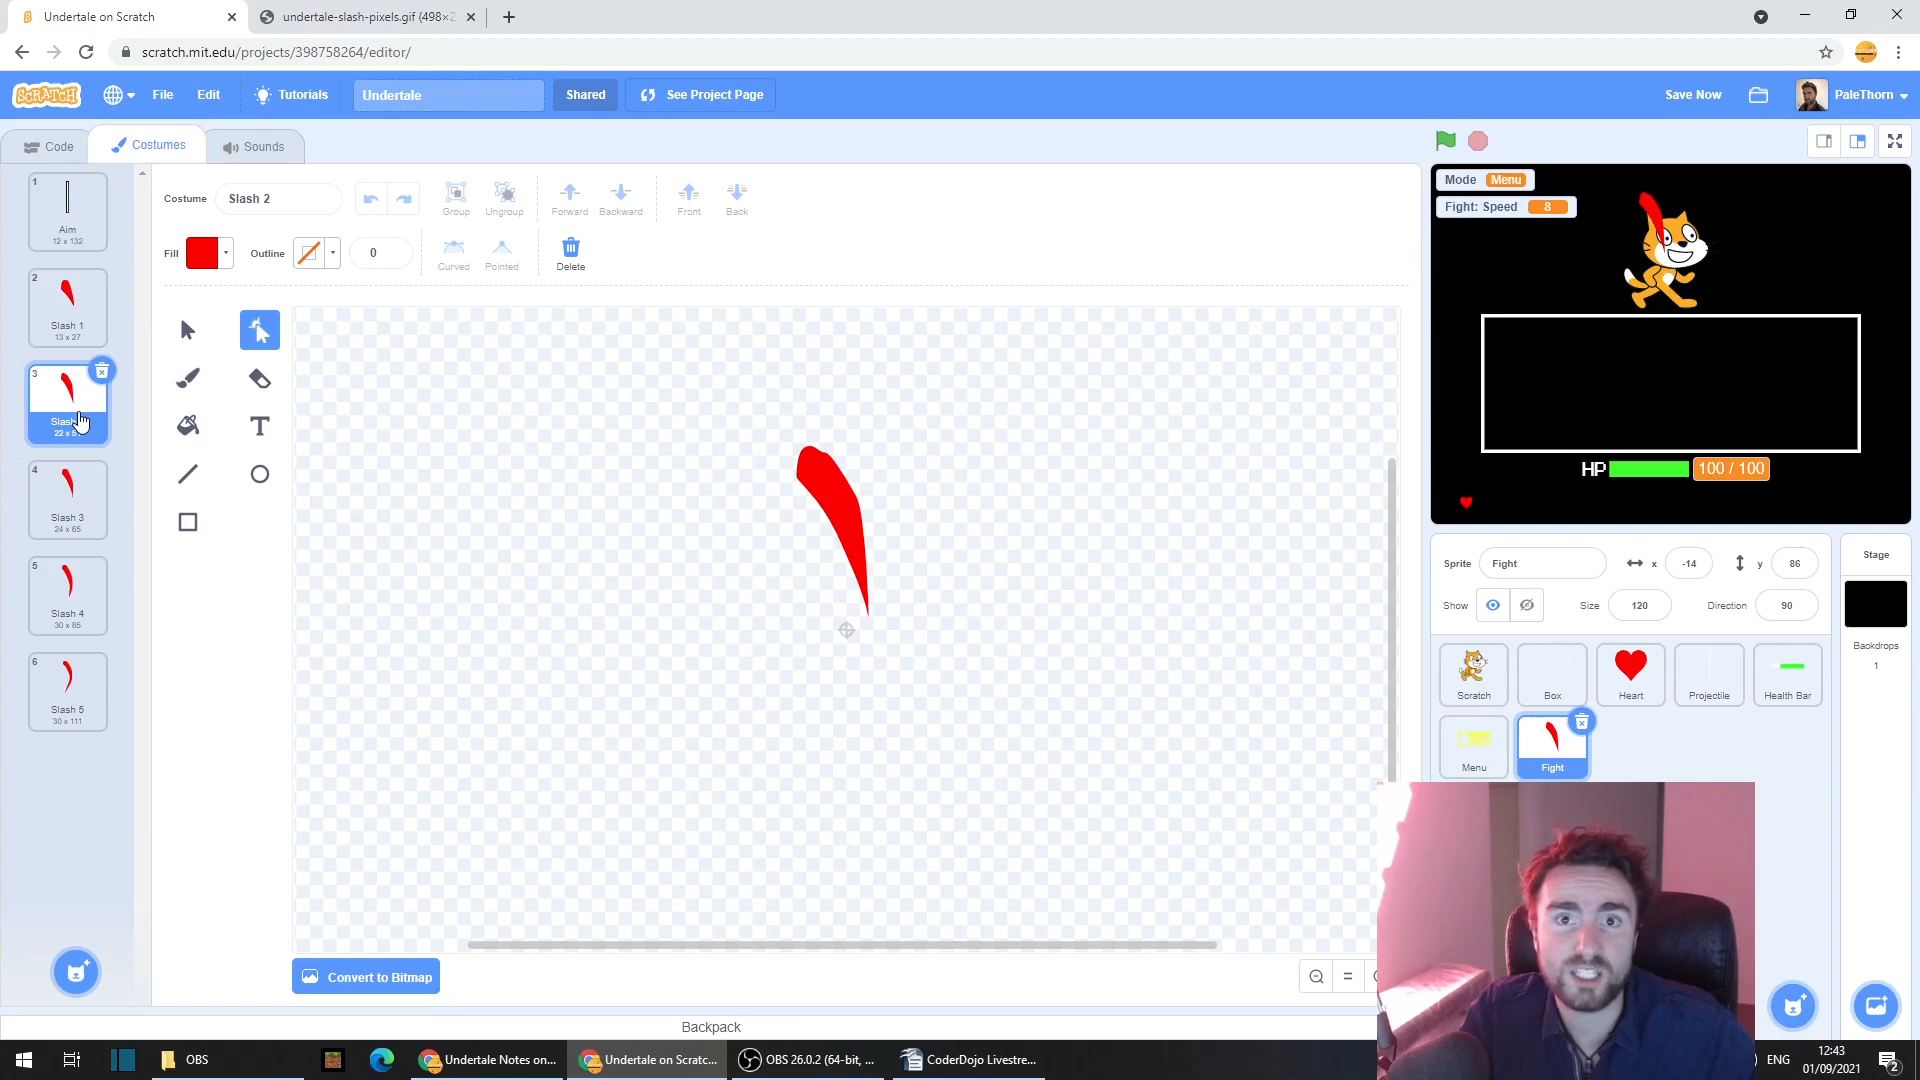 Undertale on Scratch
undertale-slash-pixels.gif (498×2
scratch.mit.edu/projects/398758264/editor/
SCRATCH
File
Edit
Tutorials
Undertale
Shared
See Project Page
Save Now
PaleThorn
Code
Costumes
Sounds
1
Aim
12 x 132
2
Slash 1
13 x 27
3
Slash
22 x 5
4
Slash 3
24 x 65
5
Slash 4
30 x 85
6
Slash 5
30 x 111
Costume
Slash 2
Group
Ungroup
Forward
Backward
Front
Back
Fill
Outline
0
Curved
Pointed
Delete
T
Convert to Bitmap
Backpack
Mode
Menu
Fight: Speed
8
HP
100 / 100
Sprite
Fight
x
-14
y
86
Show
Size
120
Direction
90
Stage
Backdrops
1
Scratch
Box
Heart
Projectile
Health Bar
Menu
Fight
OBS
Undertale Notes on...
Undertale on Scratc...
OBS 26.0.2 (64-bit, ...
CoderDojo Livestre...
ENG
12:43
01/09/2021
2